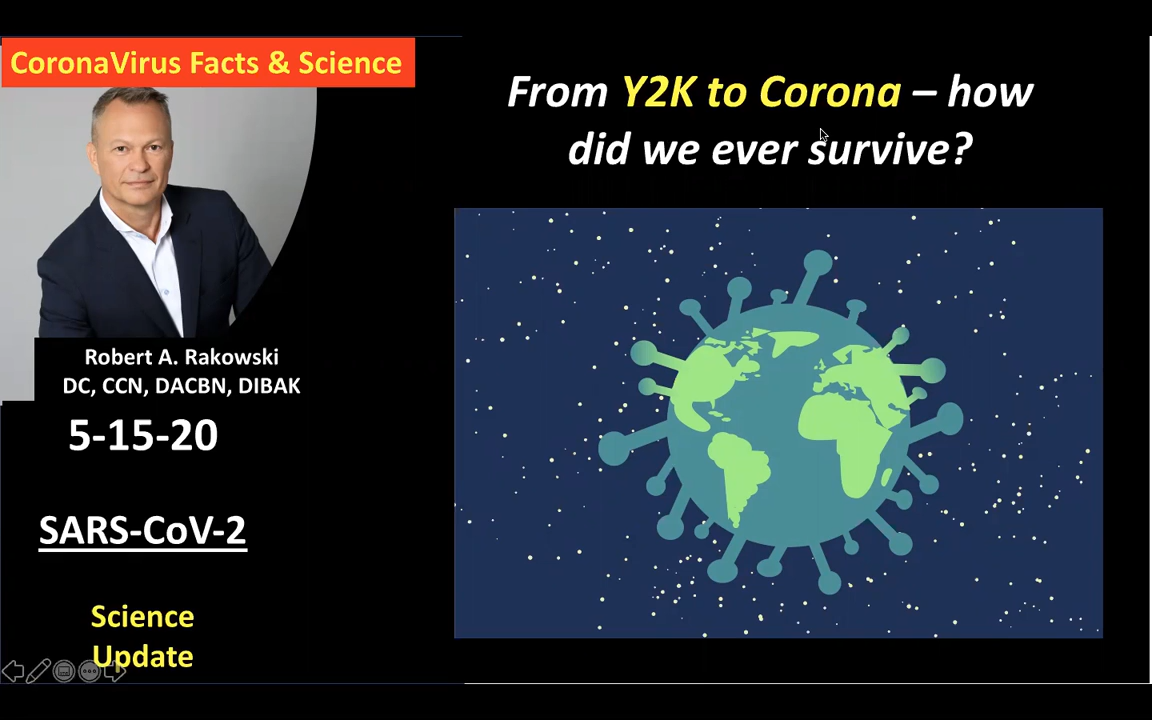 CoronaVirus Facts & Science
From Y2K to Corona – how
did we ever survive?
Robert A. Rakowski
DC, CCN, DACBN, DIBAK
5-15-20
SARS-CoV-2
Science
Update